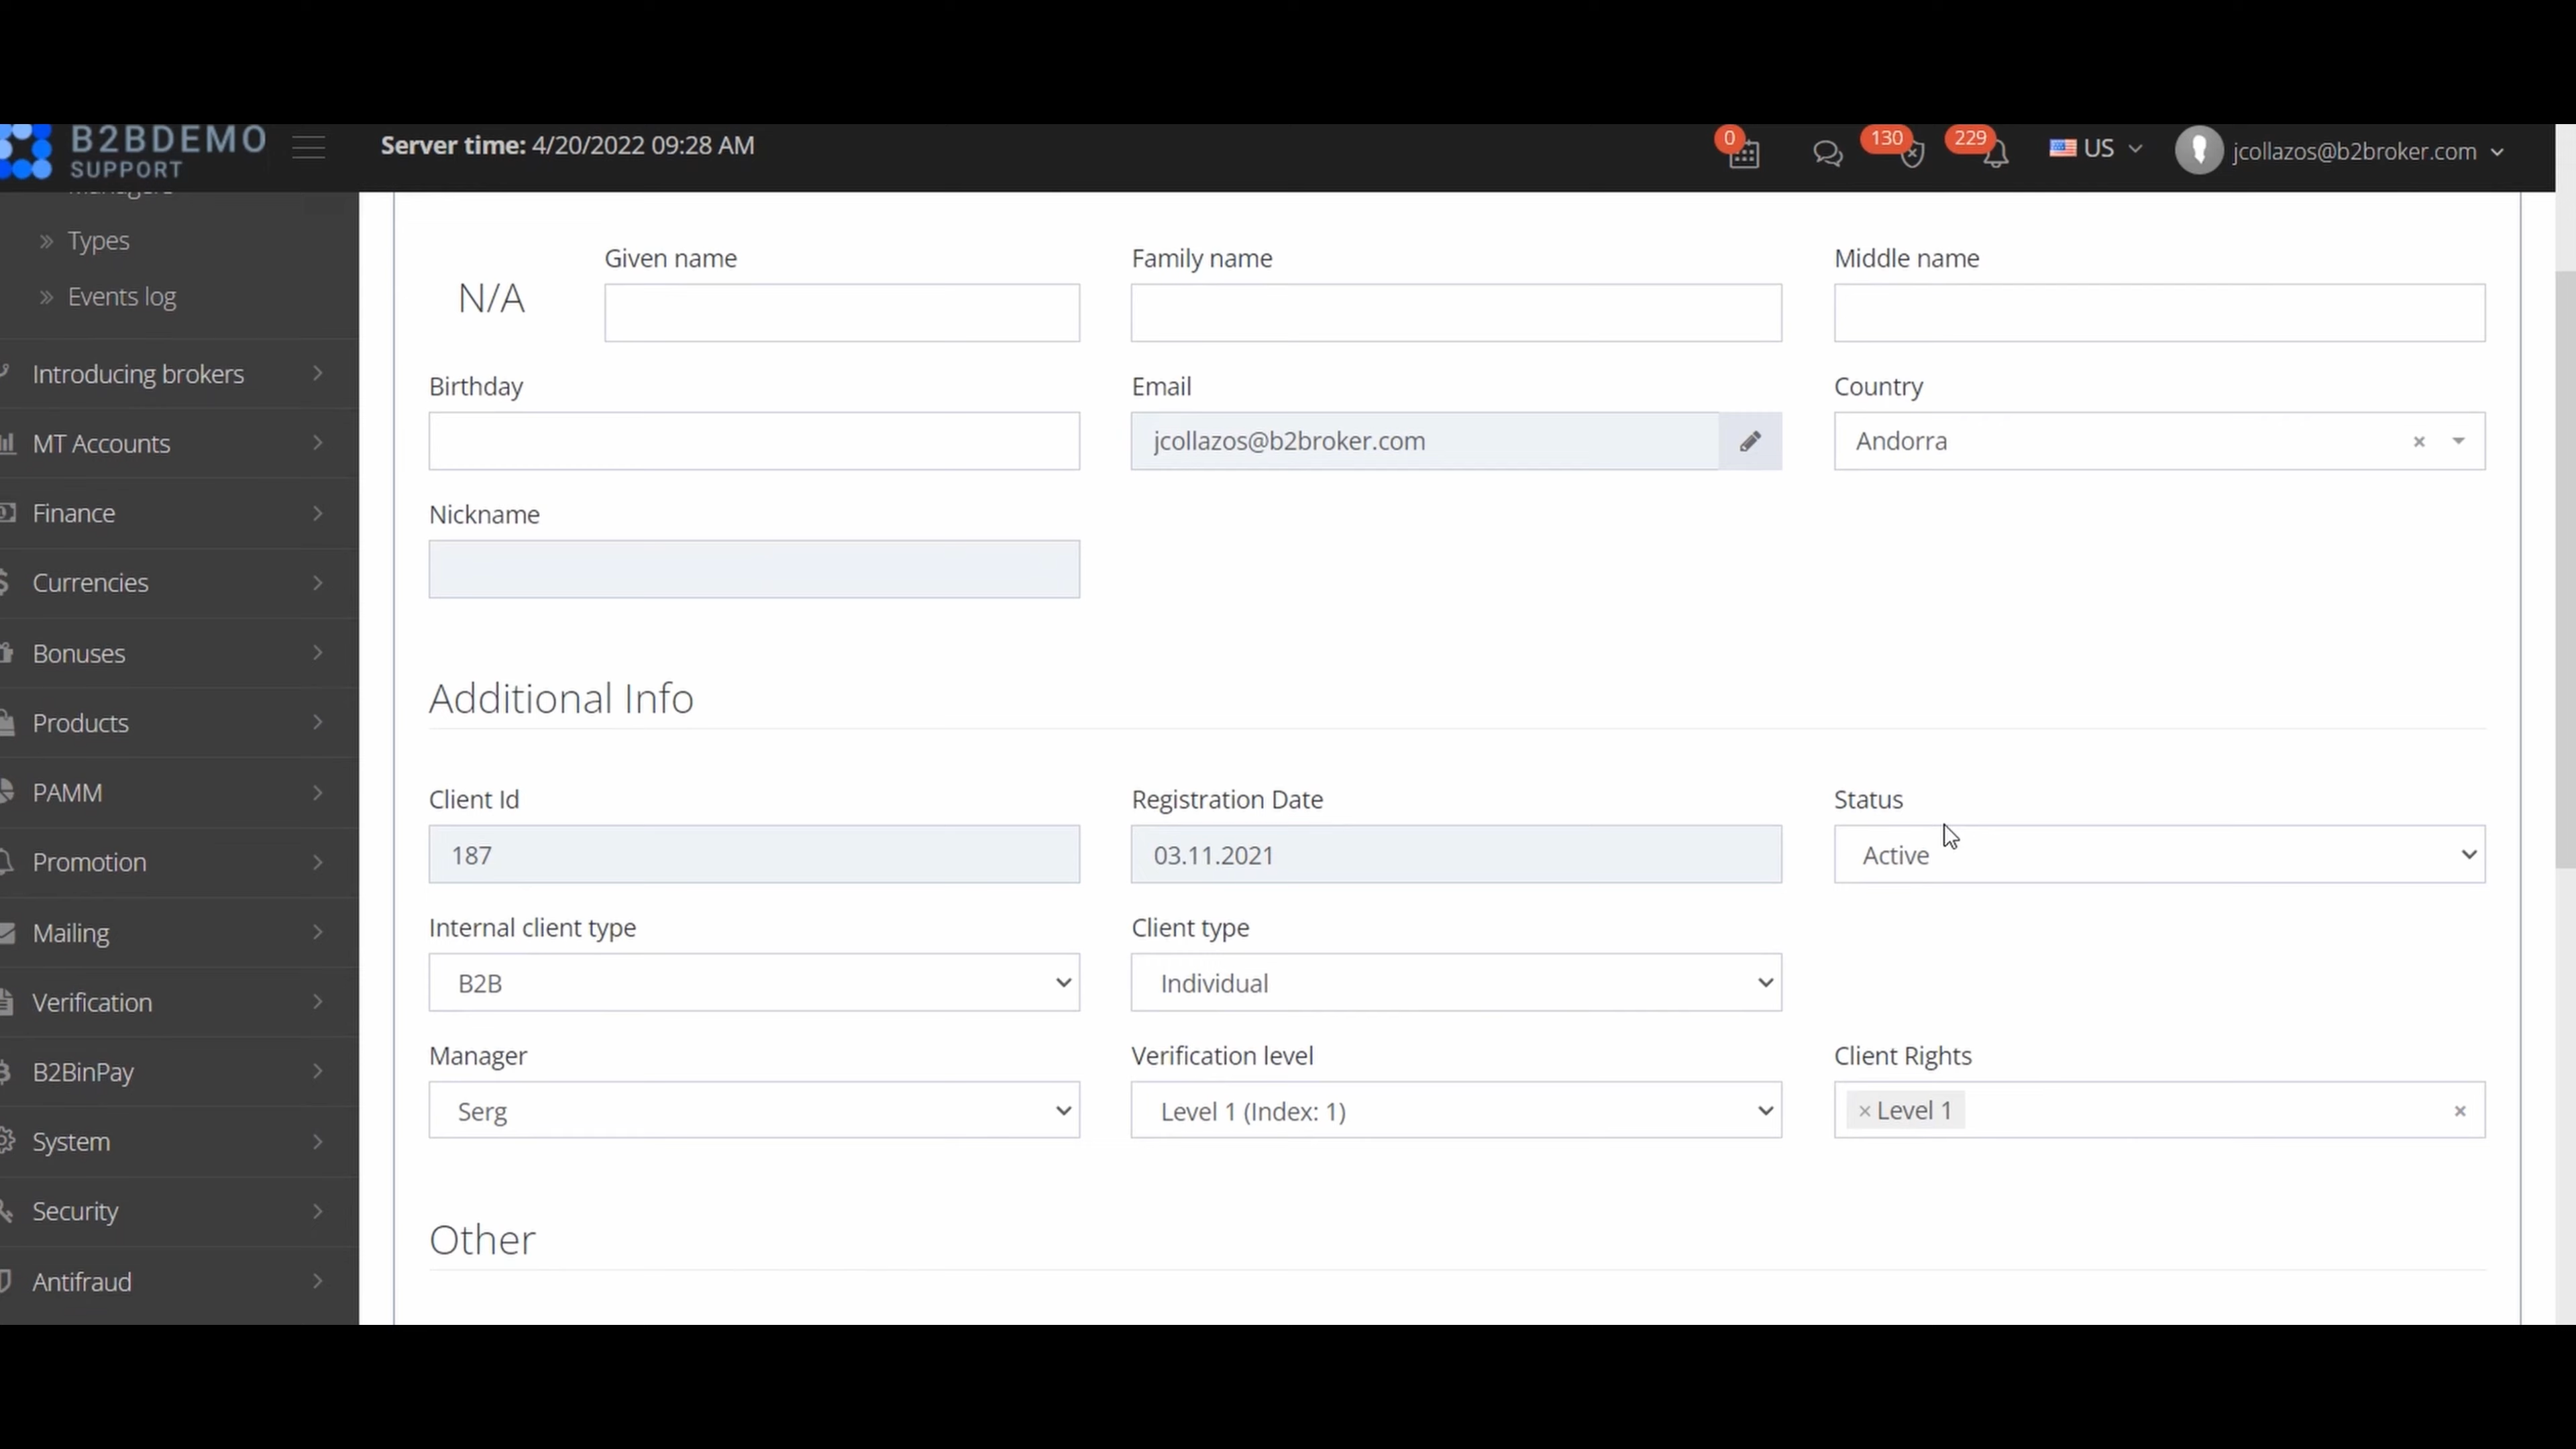 B2BDEMO
SUPPORT
Server time: 4/20/2022 09:28 AM
0
130
229
US
jcollazos@b2broker.com
Managers
Types
Events log
Introducing brokers
MT Accounts
Finance
Currencies
Bonuses
Products
PAMM
Promotion
Mailing
Verification
B2BinPay
System
Security
Antifraud
N/A
Given name
Family name
Middle name
Birthday
Email
Country
jcollazos@b2broker.com
Andorra
Nickname
Additional Info
Client Id
Registration Date
Status
187
03.11.2021
Active
Internal client type
Client type
B2B
Individual
Manager
Verification level
Client Rights
Serg
Level 1 (Index: 1)
× Level 1
Other